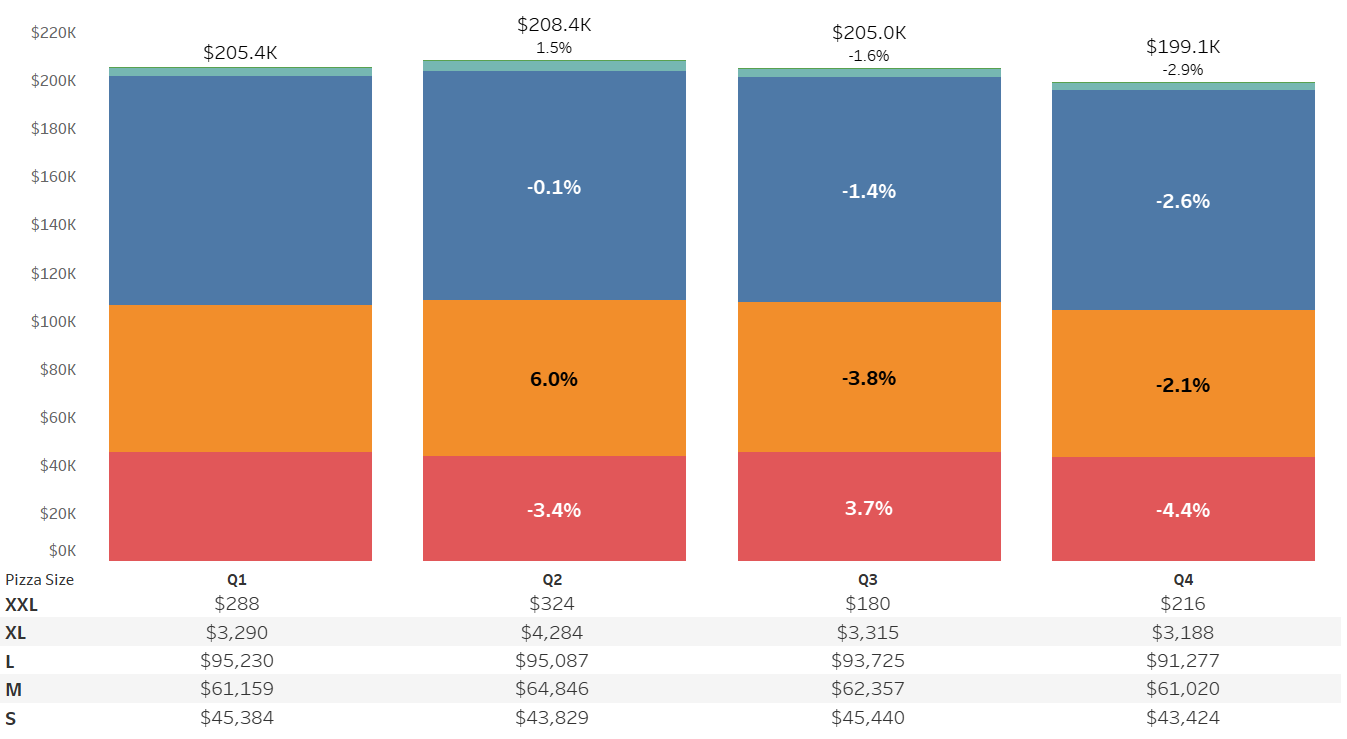 $220K
$200K
$180K
$160K
$140K
$120K
$100K
$80K
$60K
$40K
$20K
$0K
$205.4K
$208.4K
1.5%
$205.0K
-1.6%
$199.1K
-2.9%
-0.1% -1.4% -2.6%
6.0% -3.8% -2.1%
-3.4% 3.7% -4.4%
Pizza Size Q1 Q2 Q3 Q4
XXL $288 $324 $180 $216
XL $3,290 $4,284 $3,315 $3,188
L $95,230 $95,087 $93,725 $91,277
M $61,159 $64,846 $62,357 $61,020
S $45,384 $43,829 $45,440 $43,424